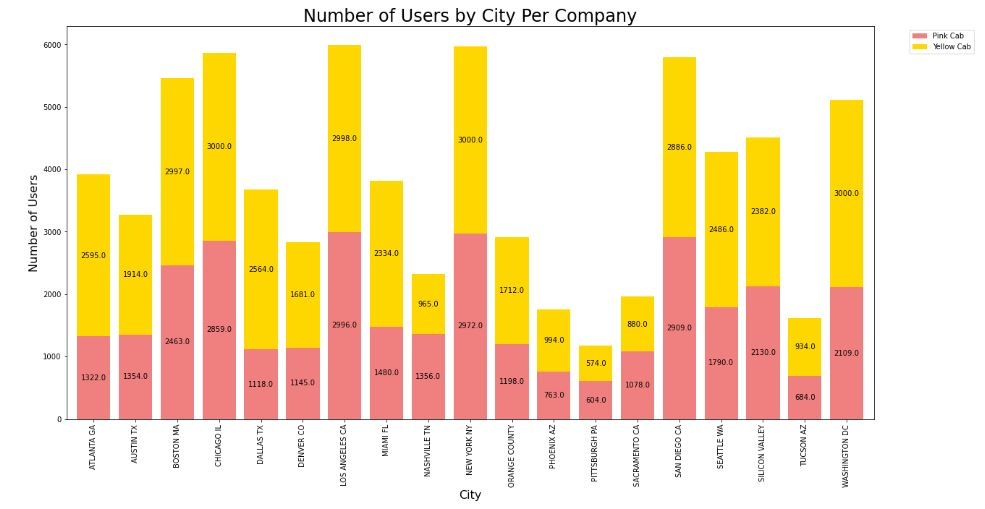 Number of Users by City Per Company
Pink Cab
Yellow Cab
Number of Users
6000
5000
4000
3000
2000
1000
0
2595.0
1322.0
1914.0
1354.0
2997.0
2463.0
3000.0
2859.0
2564.0
1118.0
1681.0
1145.0
2998.0
2996.0
2334.0
1480.0
965.0
1356.0
3000.0
2972.0
1712.0
1198.0
994.0
763.0
574.0
604.0
880.0
1078.0
2886.0
2909.0
2486.0
1790.0
2382.0
2130.0
934.0
684.0
3000.0
2109.0
ATLANTA GA
AUSTIN TX
BOSTON MA
CHICAGO IL
DALLAS TX
DENVER CO
LOS ANGELES CA
MIAMI FL
NASHVILLE TN
NEW YORK NY
ORANGE COUNTY
PHOENIX AZ
PITTSBURGH PA
SACRAMENTO CA
SAN DIEGO CA
SEATTLE WA
SILICON VALLEY
TUCSON AZ
WASHINGTON DC
City